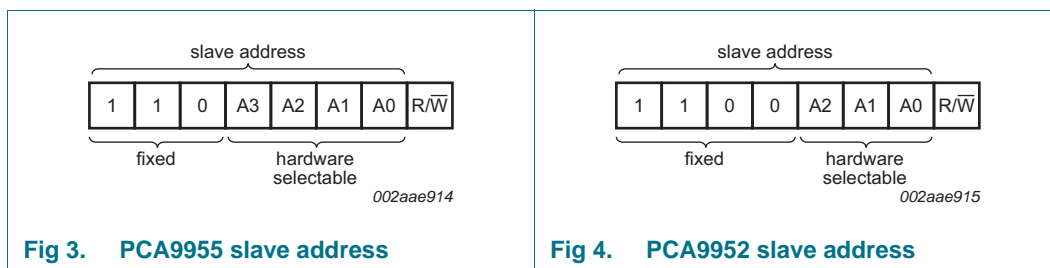 slave address
1 1 0 A3 A2 A1 A0 R/W̅
fixed
hardware
selectable
002aae914
Fig 3. PCA9955 slave address
slave address
1 1 0 0 A2 A1 A0 R/W̅
fixed
hardware
selectable
002aae915
Fig 4. PCA9952 slave address